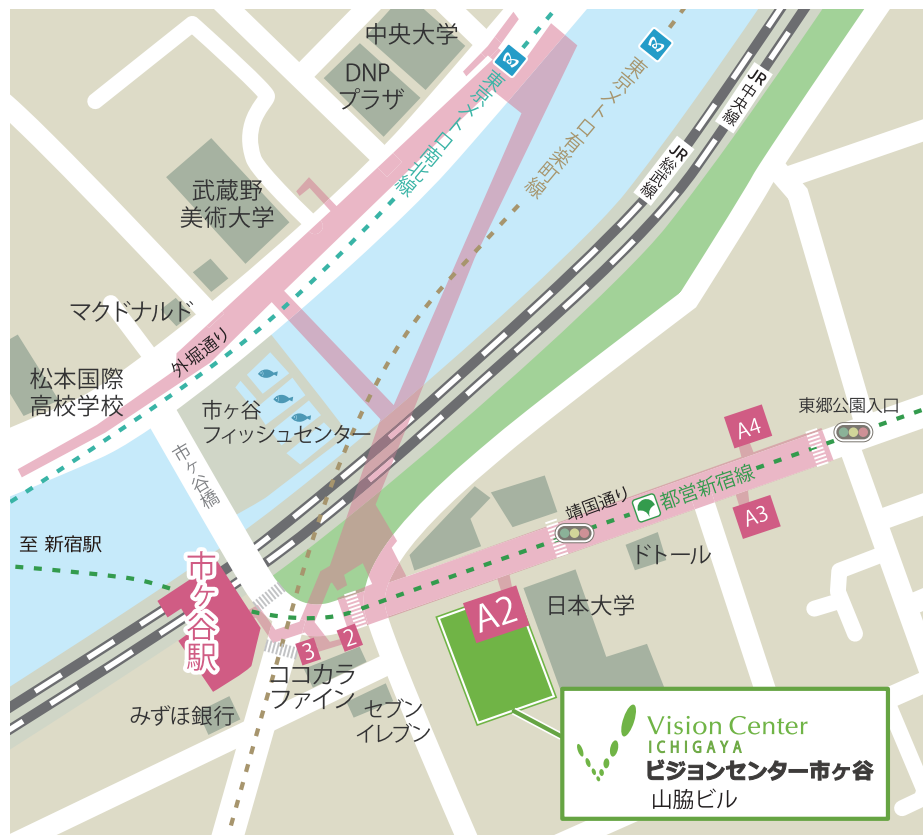 中央大学
DNP
プラザ
東京メトロ南北線
東京メトロ有楽町線
JR
中央線
JR
総武線
武蔵野
美術大学
マクドナルド
外堀通り
松本国際
高校学校
市ヶ谷
フィッシュセンター
市ヶ谷橋
東郷公園入口
A4
A3
都営新宿線
靖国通り
ドトール
至 新宿駅
市ケ谷駅
A2
日本大学
2
3
ココカラ
ファイン
みずほ銀行
セブン
イレブン
Vision Center
ICHIGAYA
ビジョンセンター市ヶ谷
山脇ビル